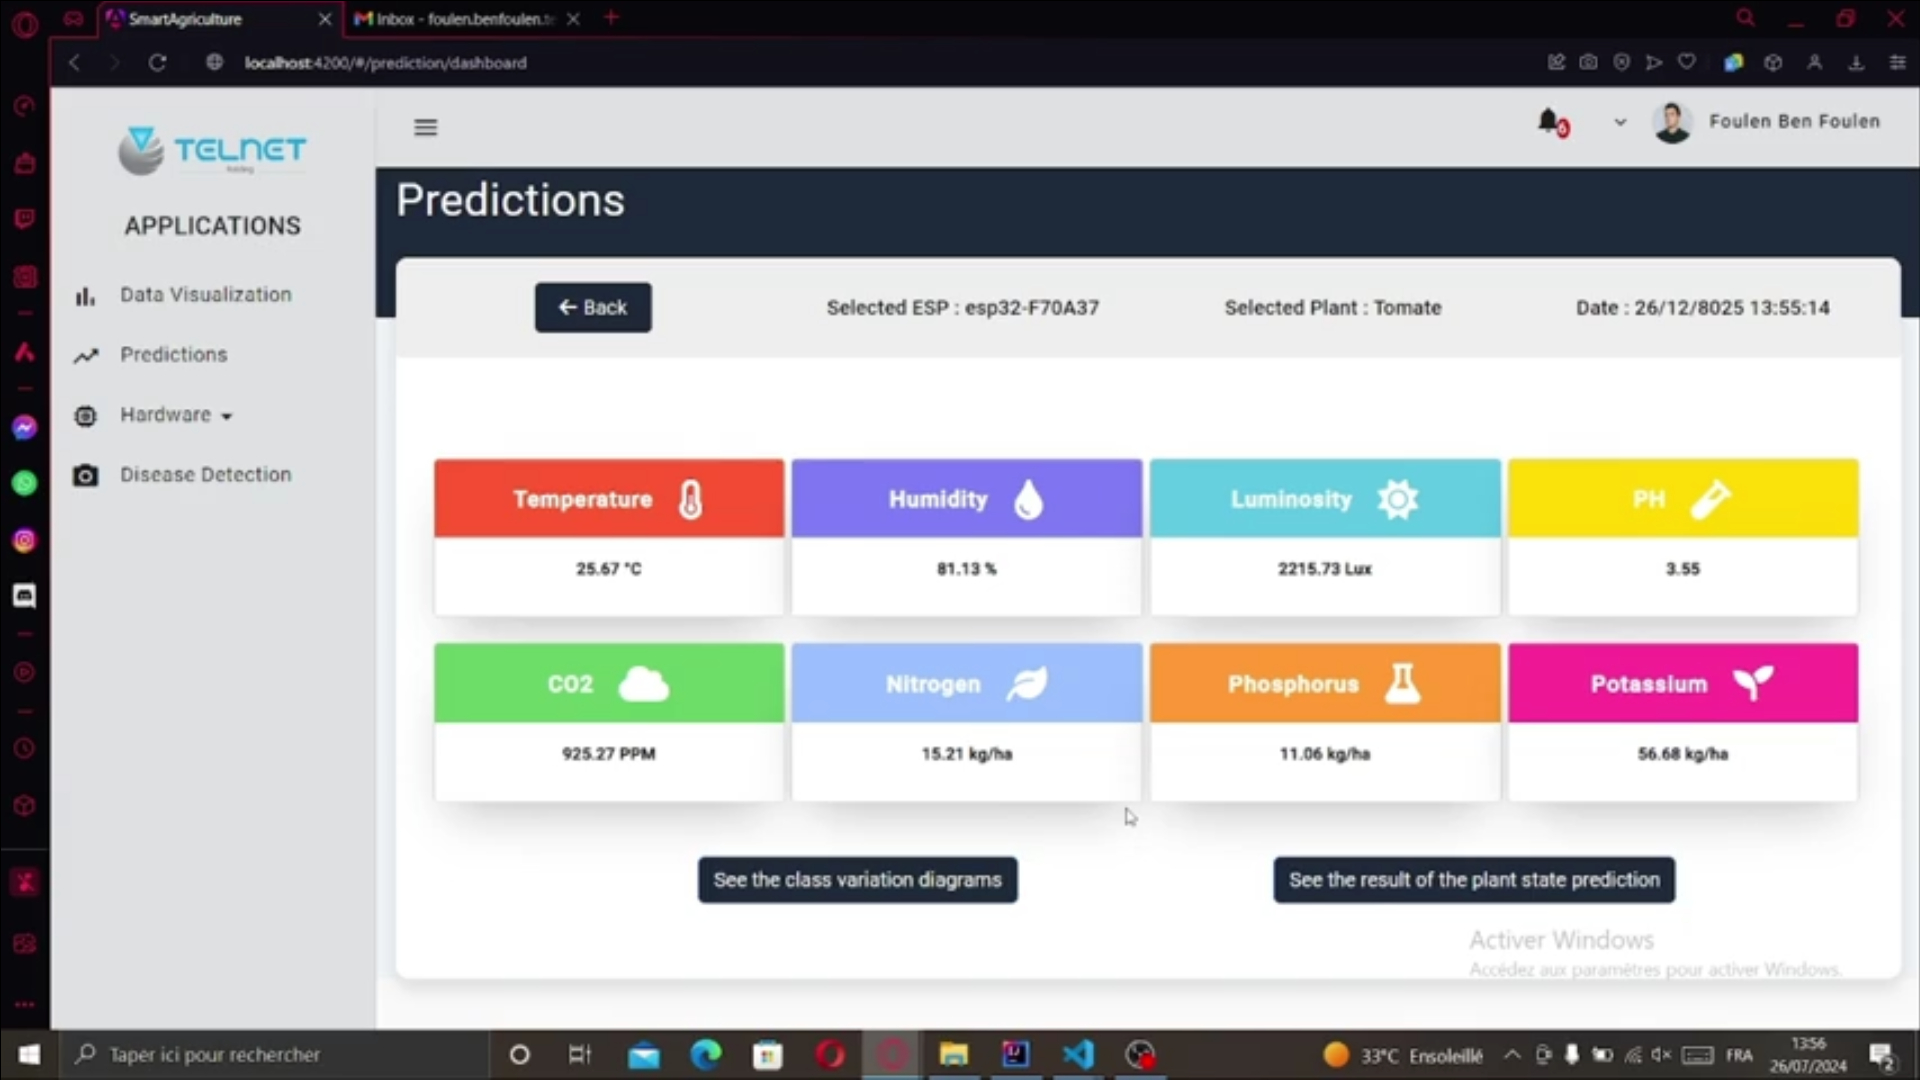 SmartAgriculture
Inbox - foulen.benfoulen.te
localhost:4200/#/prediction/dashboard
TELNET
Holding
Foulen Ben Foulen
APPLICATIONS
Data Visualization
Predictions
Hardware
Disease Detection
Predictions
Back
Selected ESP : esp32-F70A37
Selected Plant : Tomate
Date : 26/12/8025 13:55:14
Temperature
Humidity
Luminosity
PH
25.67 °C
81.13 %
2215.73 Lux
3.55
CO2
Nitrogen
Phosphorus
Potassium
925.27 PPM
15.21 kg/ha
11.06 kg/ha
56.68 kg/ha
See the class variation diagrams
See the result of the plant state prediction
Activer Windows
Accédez aux paramètres pour activer Windows.
Taper ici pour rechercher
33°C Ensoleillé
FRA
13:56
26/07/2024
2